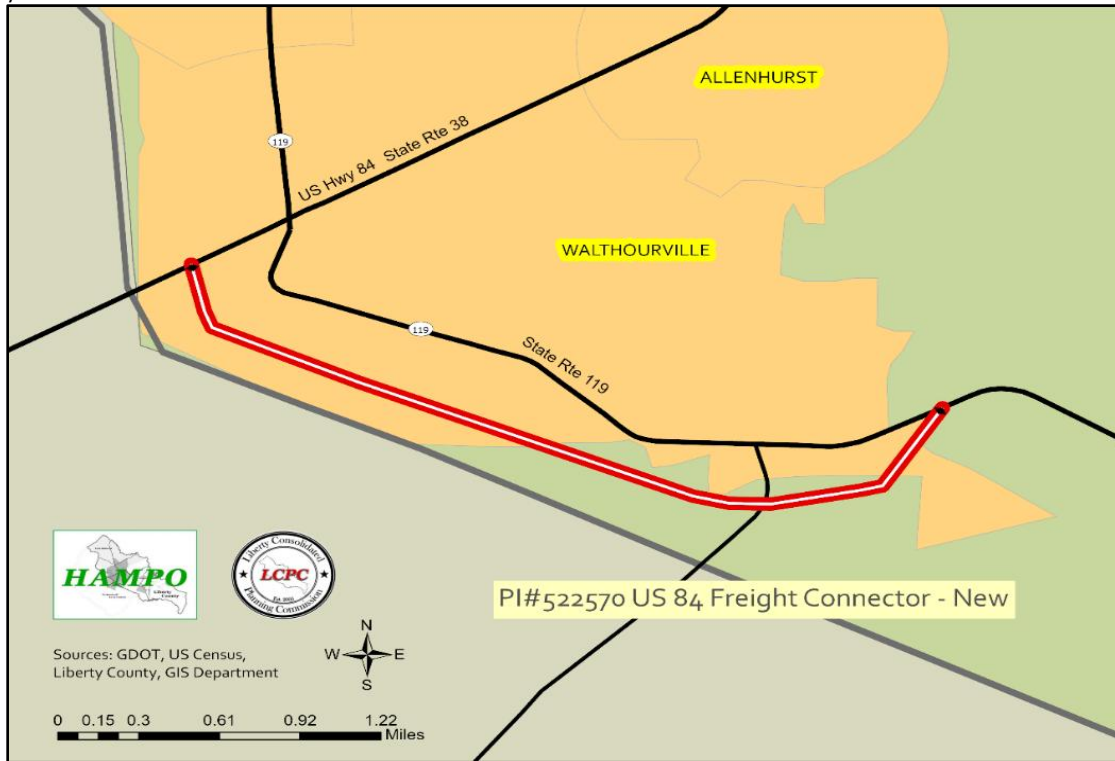 ALLENHURST
119
US Hwy 84 State Rte 38
WALTHOURVILLE
119
State Rte 119
HAMPO
Liberty Consolidated
LCPC
Planning Commission
PI#522570 US 84 Freight Connector - New
N
W E
S
Sources: GDOT, US Census,
Liberty County, GIS Department
0 0.15 0.3 0.61 0.92 1.22
Miles